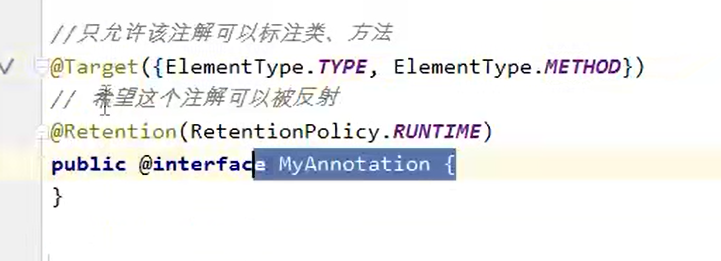 //只允许该注解可以标注类、方法
@Target({ElementType.TYPE, ElementType.METHOD})
// 希望这个注解可以被反射
@Retention(RetentionPolicy.RUNTIME)
public @interface MyAnnotation {
}